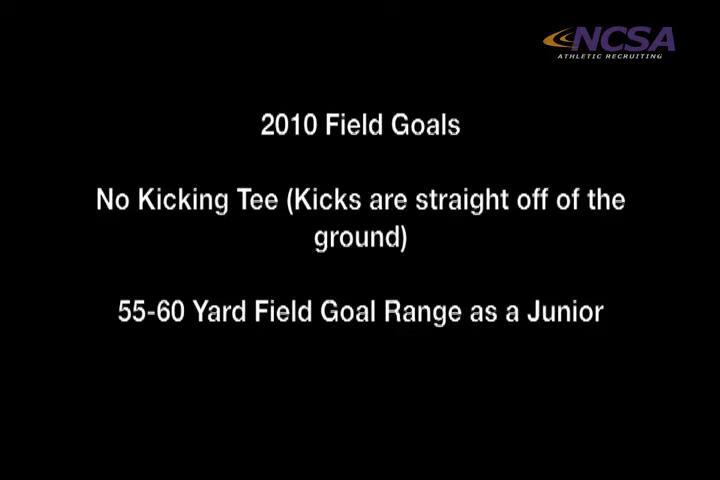 NCSA
ATHLETIC RECRUITING
2010 Field Goals
No Kicking Tee (Kicks are straight off of the
ground)
55-60 Yard Field Goal Range as a Junior